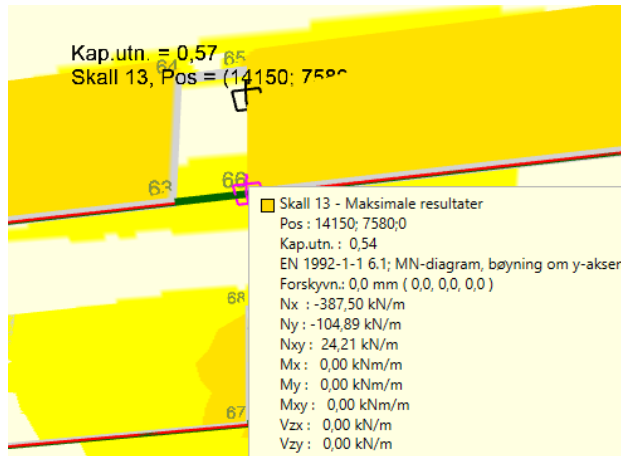 Kap.utn. = 0,57
64 65
Skall 13, Pos = (14150; 7580
63 66
Skall 13 - Maksimale resultater
Pos : 14150; 7580;0
Kap.utn. : 0,54
EN 1992-1-1 6.1; MN-diagram, bøyning om y-akser
Forskyvn.: 0,0 mm ( 0,0, 0,0, 0,0 )
Nx : -387,50 kN/m
68
Ny : -104,89 kN/m
Nxy : 24,21 kN/m
Mx : 0,00 kNm/m
My : 0,00 kNm/m
Mxy : 0,00 kNm/m
67
Vzx : 0,00 kN/m
Vzy : 0,00 kN/m